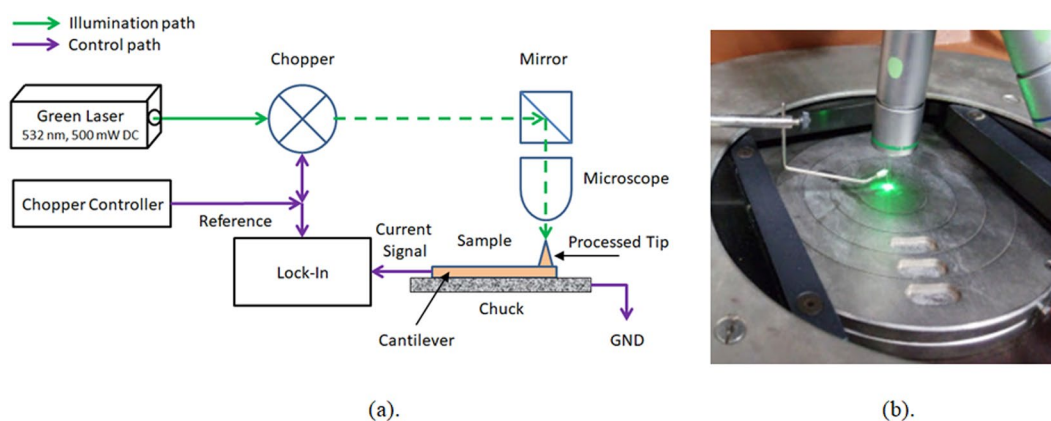 Illumination path
Control path
Chopper
Mirror
Green Laser
532 nm, 500 mW DC
Microscope
Chopper Controller
Reference
Current
Signal
Sample
Processed Tip
Lock-In
Chuck
Cantilever
GND
(a).
(b).